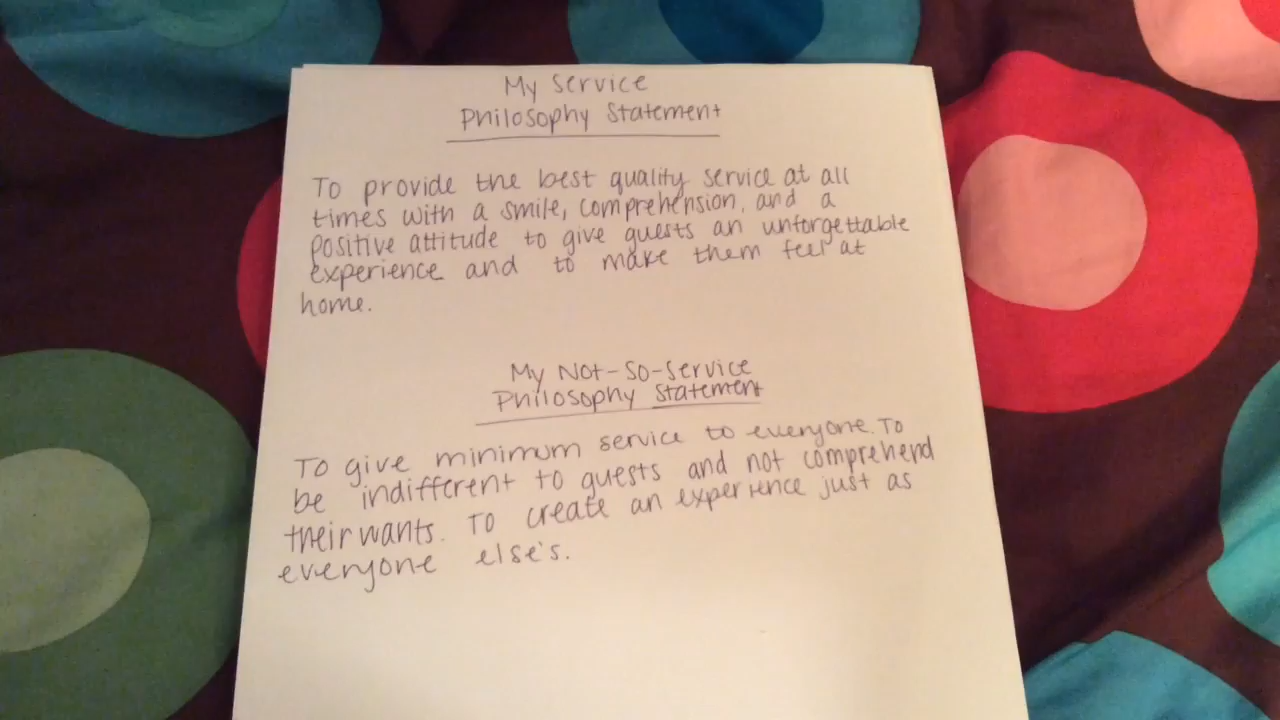 My Service
Philosophy Statement
To provide the best quality service at all
times with a smile, comprehension, and a
positive attitude to give guests an unforgettable
experience and to make them feel at
home.
My Not-So-Service
Philosophy Statement
To give minimum service to everyone. To
be indifferent to guests and not comprehend
their wants. To create an experience just as
everyone else's.